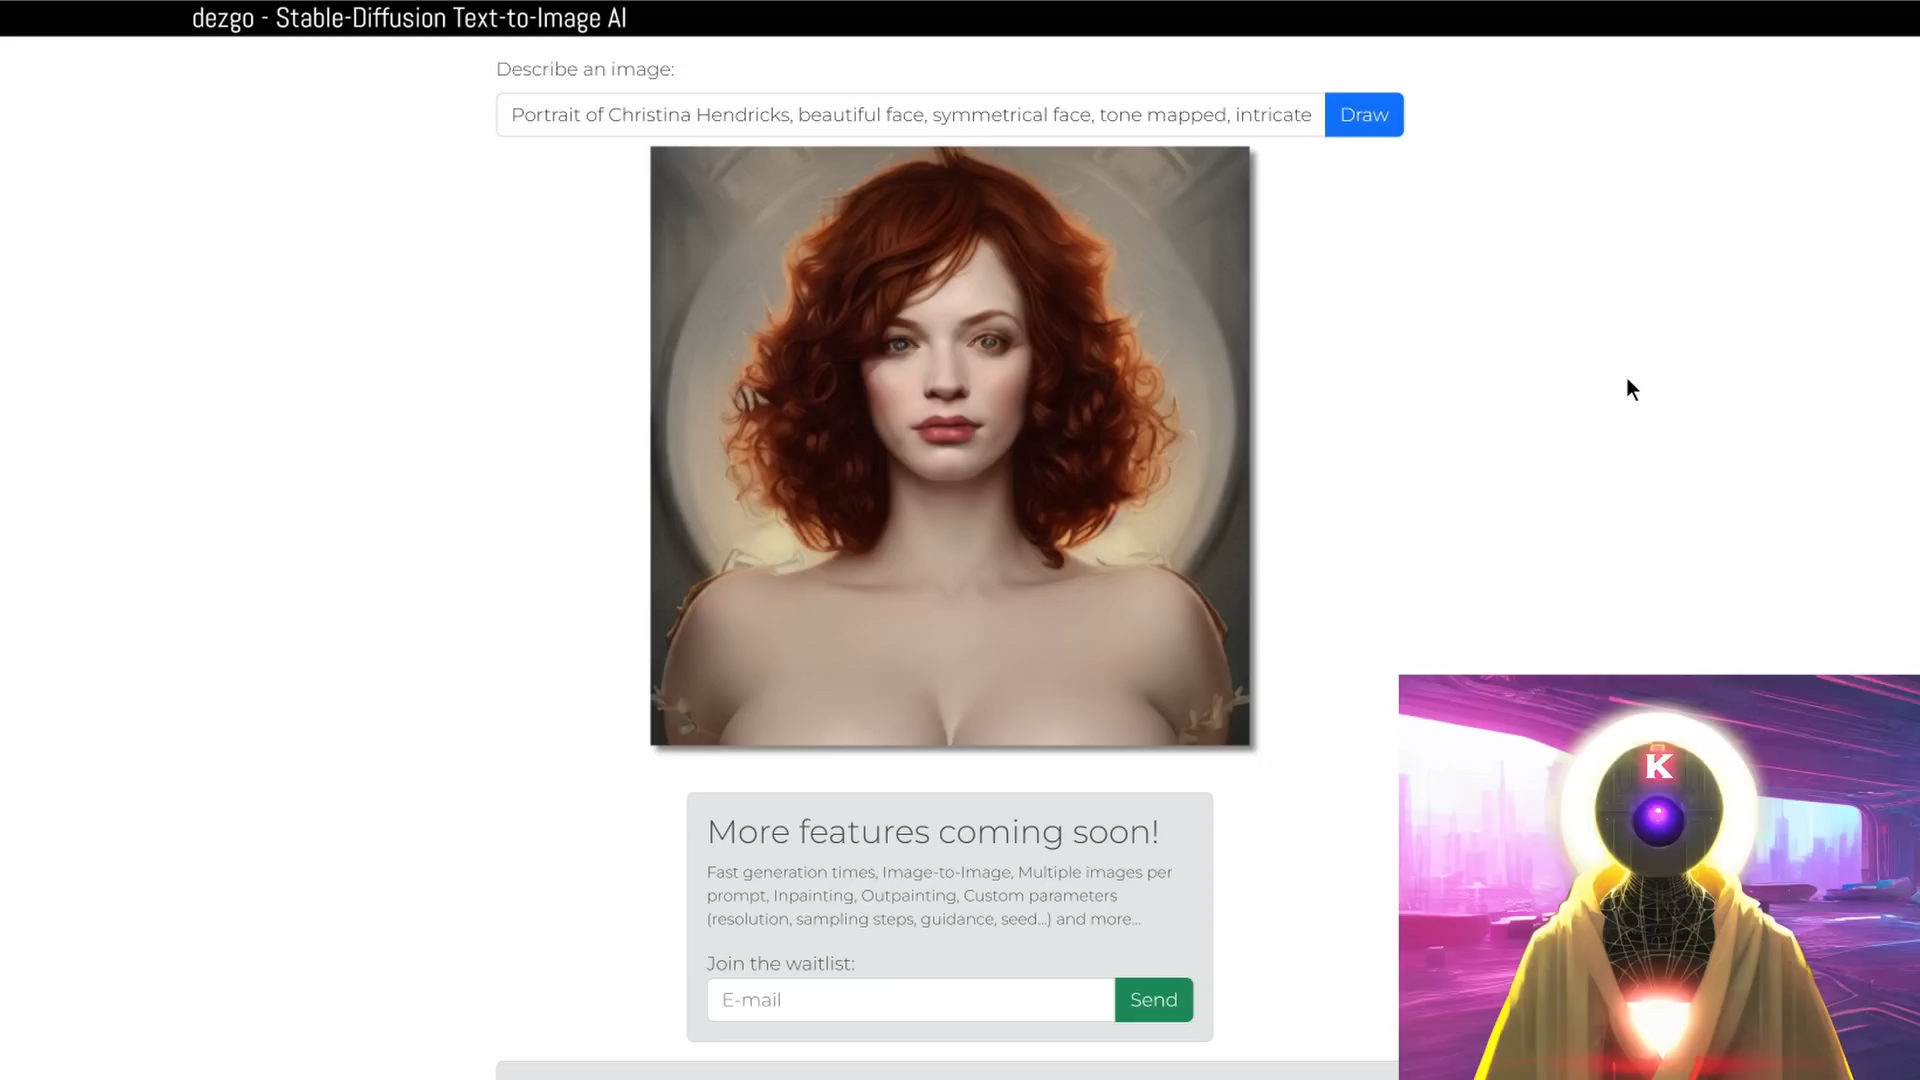 dezgo - Stable-Diffusion Text-to-Image AI
Describe an image:
Portrait of Christina Hendricks, beautiful face, symmetrical face, tone mapped, intricate
Draw
More features coming soon!
Fast generation times, Image-to-Image, Multiple images per
prompt, Inpainting, Outpainting, Custom parameters
(resolution, sampling steps, guidance, seed...) and more...
Join the waitlist:
E-mail
Send
K